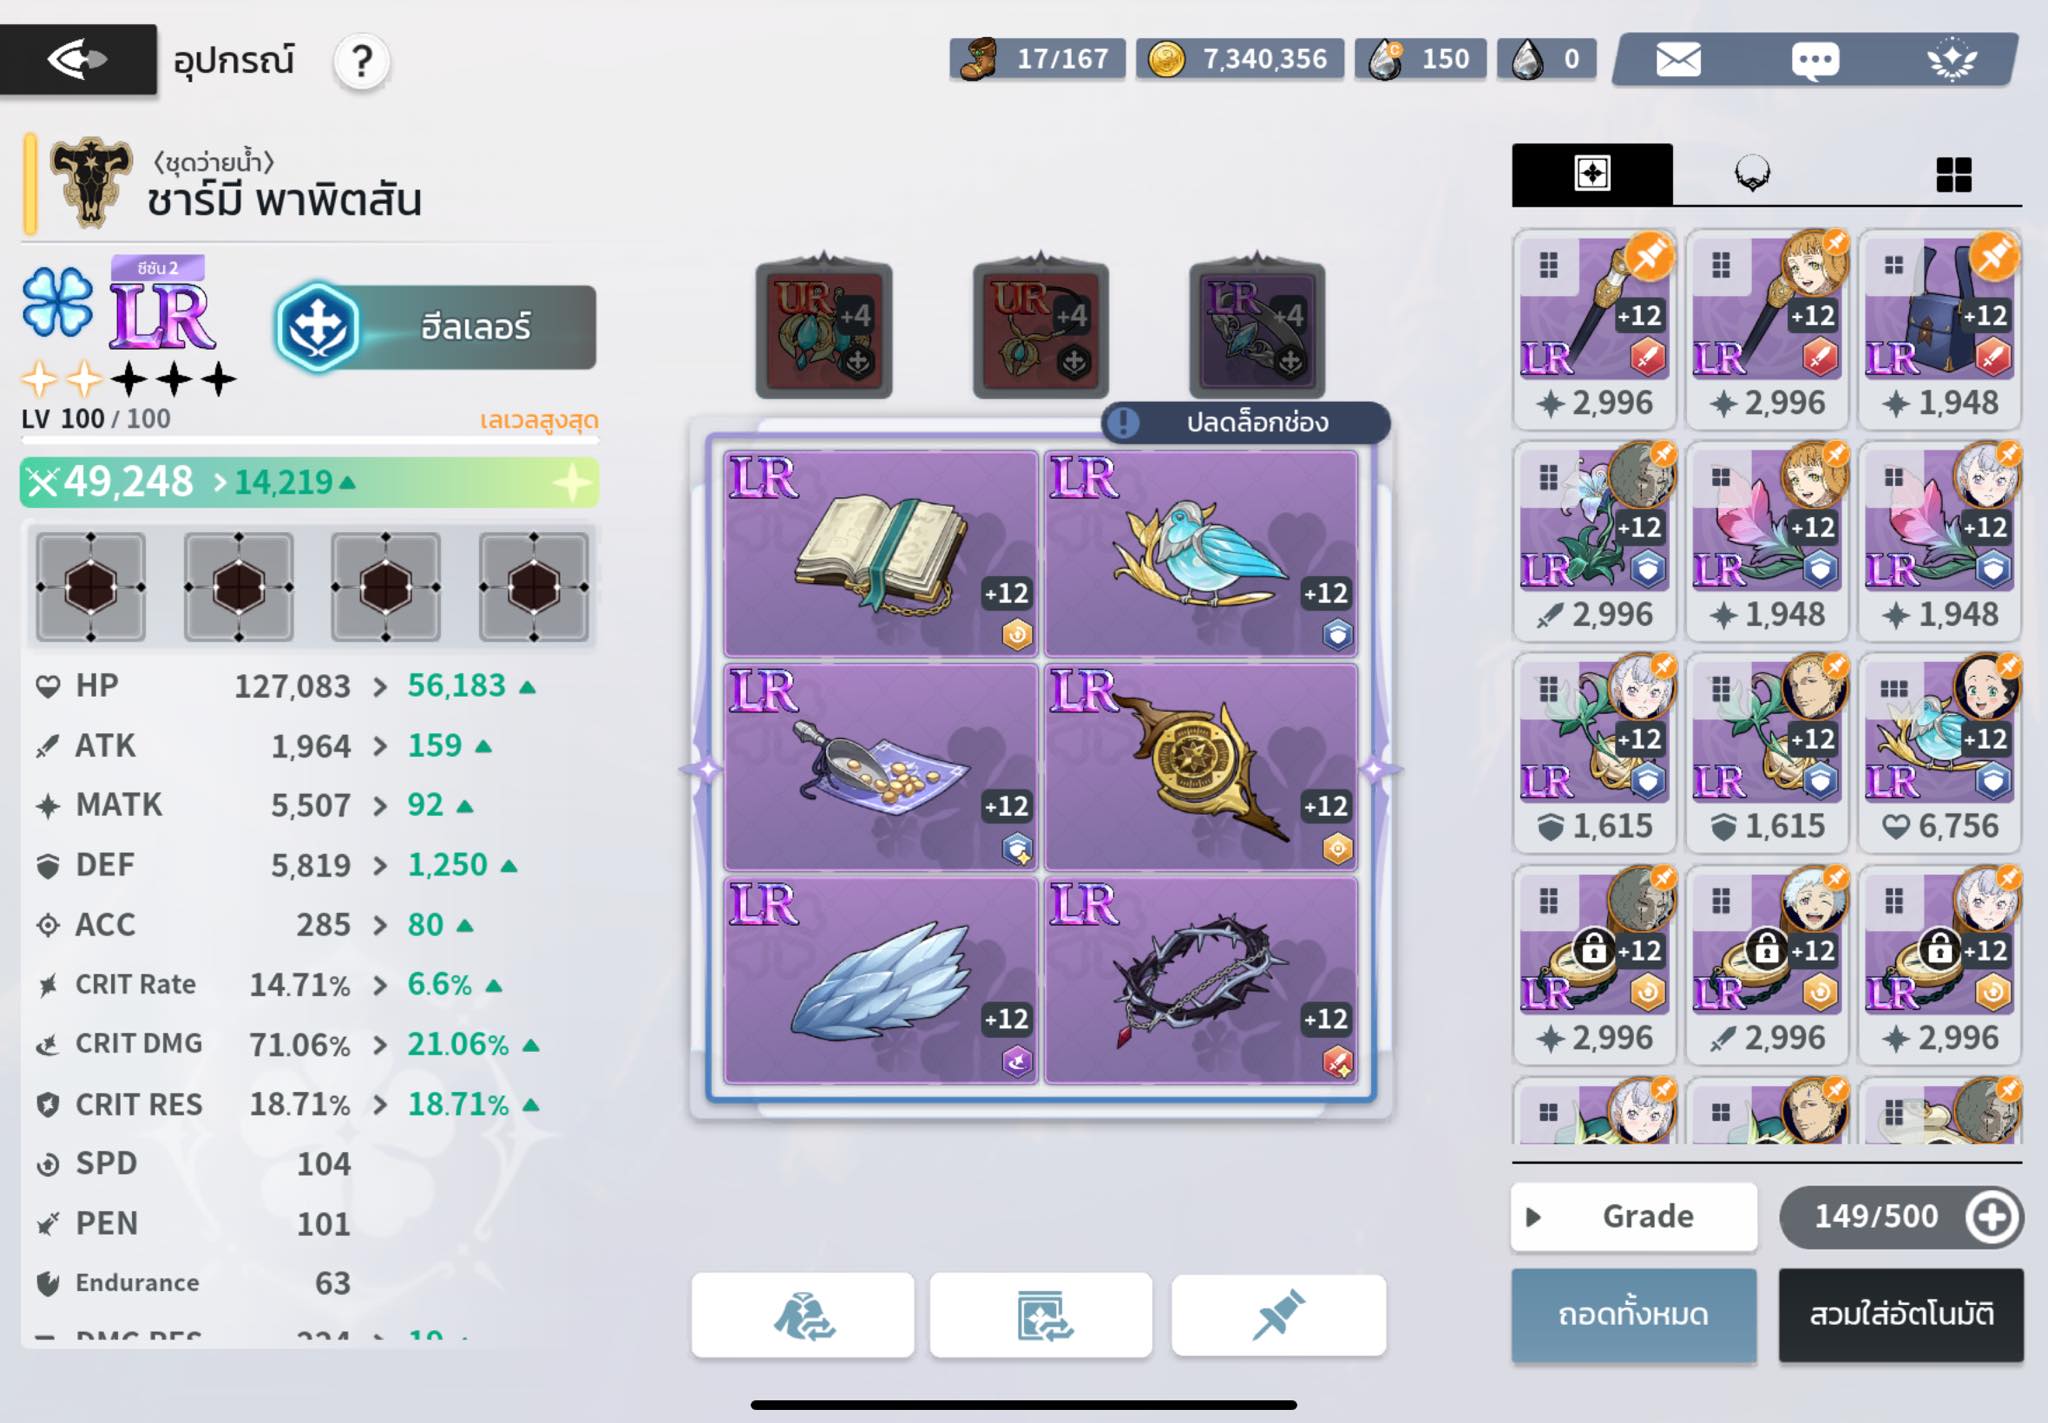 อุปกรณ์
?
17/167
7,340,356
150
0
〈ชุดว่ายน้ำ〉
ชาร์มี พาพิตสัน
ซีซัน 2
LR
ฮีลเลอร์
LV 100 / 100
เลเวลสูงสุด
49,248 > 14,219
HP 127,083 > 56,183
ATK 1,964 > 159
MATK 5,507 > 92
DEF 5,819 > 1,250
ACC 285 > 80
CRIT Rate 14.71% > 6.6%
CRIT DMG 71.06% > 21.06%
CRIT RES 18.71% > 18.71%
SPD 104
PEN 101
Endurance 63
DMG RES 224 > 19
UR +4
UR +4
LR +4
ปลดล็อกช่อง
LR +12
LR +12
LR +12
LR +12
LR +12
LR +12
+12 LR 2,996
+12 LR 2,996
+12 LR 1,948
+12 LR 2,996
+12 LR 1,948
+12 LR 1,948
+12 LR 1,615
+12 LR 1,615
+12 LR 6,756
+12 LR 2,996
+12 LR 2,996
+12 LR 2,996
Grade
149/500
ถอดทั้งหมด
สวมใส่อัตโนมัติ